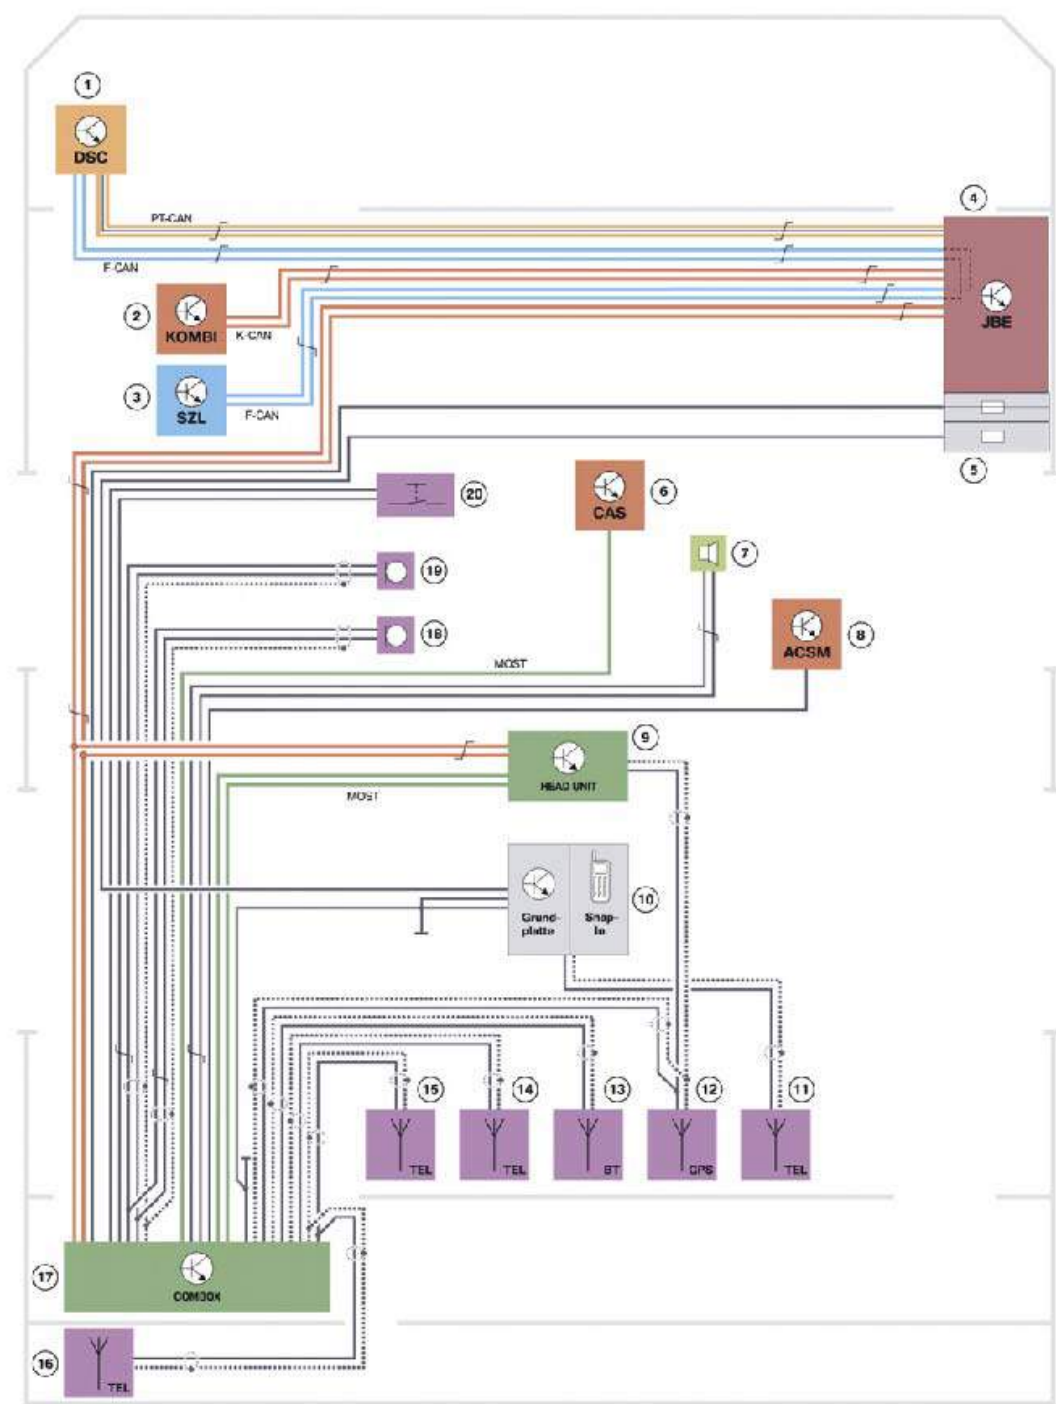 1
DSC
4
PT-CAN
F-CAN
2
KOMBI
K-CAN
JBE
3
SZL
F-CAN
5
20
6
CAS
7
19
8
18
ACSM
MOST
9
HEAD UNIT
MOST
10
Grund-
platte
Snap-
In
15
14
13
12
11
TEL
TEL
BT
GPS
TEL
17
COMBOX
16
TEL